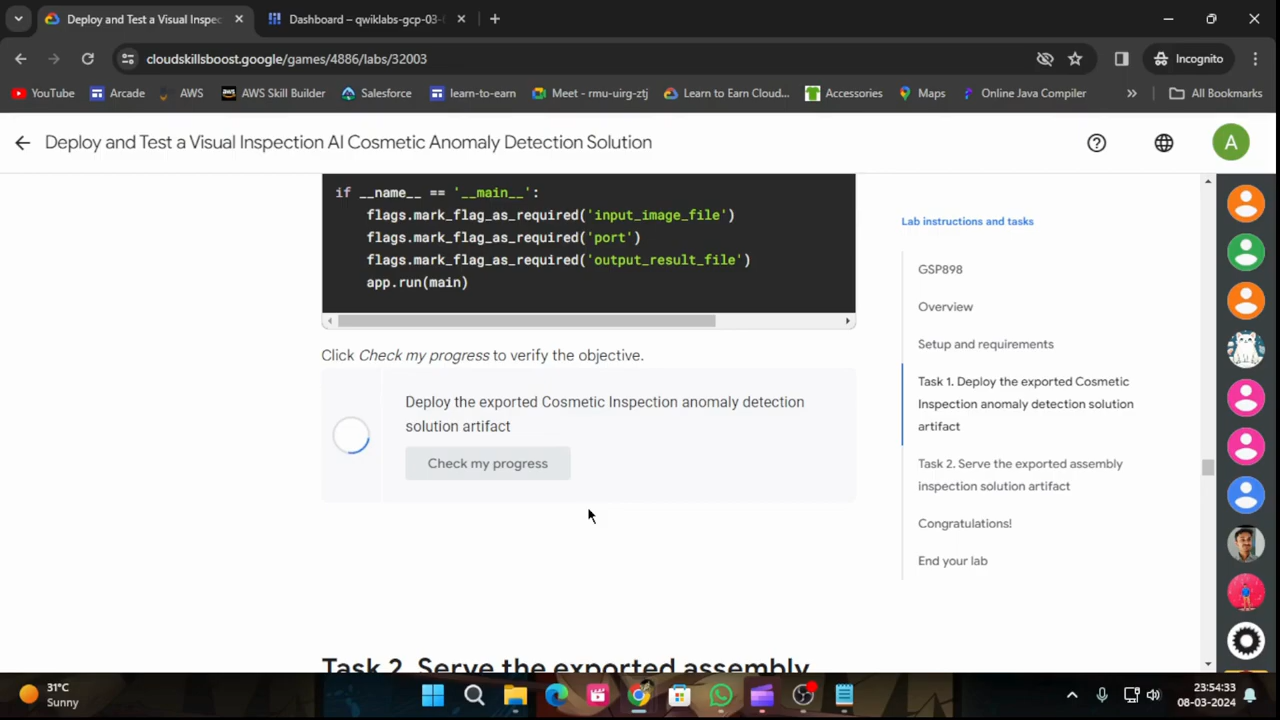 Deploy and Test a Visual Inspec
Dashboard – qwiklabs-gcp-03-
cloudskillsboost.google/games/4886/labs/32003
Incognito
YouTube
Arcade
AWS
AWS Skill Builder
Salesforce
learn-to-earn
Meet - rmu-uirg-ztj
Learn to Earn Cloud...
Accessories
Maps
Online Java Compiler
»
All Bookmarks
Deploy and Test a Visual Inspection AI Cosmetic Anomaly Detection Solution
A
if __name__ == '__main__':
flags.mark_flag_as_required('input_image_file')
flags.mark_flag_as_required('port')
flags.mark_flag_as_required('output_result_file')
app.run(main)
Click Check my progress to verify the objective.
Deploy the exported Cosmetic Inspection anomaly detection
solution artifact
Check my progress
Task 2. Serve the exported assembly
Lab instructions and tasks
GSP898
Overview
Setup and requirements
Task 1. Deploy the exported Cosmetic
Inspection anomaly detection solution
artifact
Task 2. Serve the exported assembly
inspection solution artifact
Congratulations!
End your lab
31°C
Sunny
23:54:33
08-03-2024